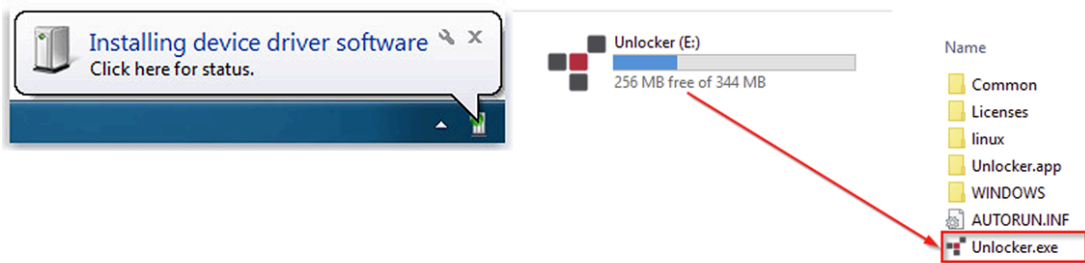 Installing device driver software
Click here for status.
Unlocker (E:)
256 MB free of 344 MB
Name
Common
Licenses
linux
Unlocker.app
WINDOWS
AUTORUN.INF
Unlocker.exe